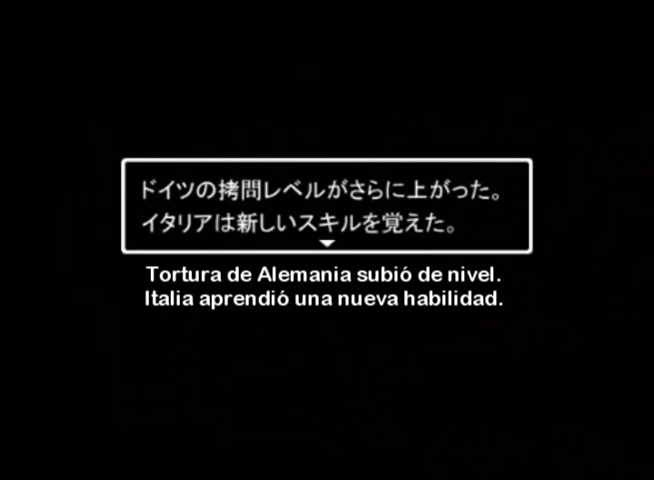 ドイツの拷問レベルがさらに上がった。
イタリアは新しいスキルを覚えた。
Tortura de Alemania subió de nivel.
Italia aprendió una nueva habilidad.